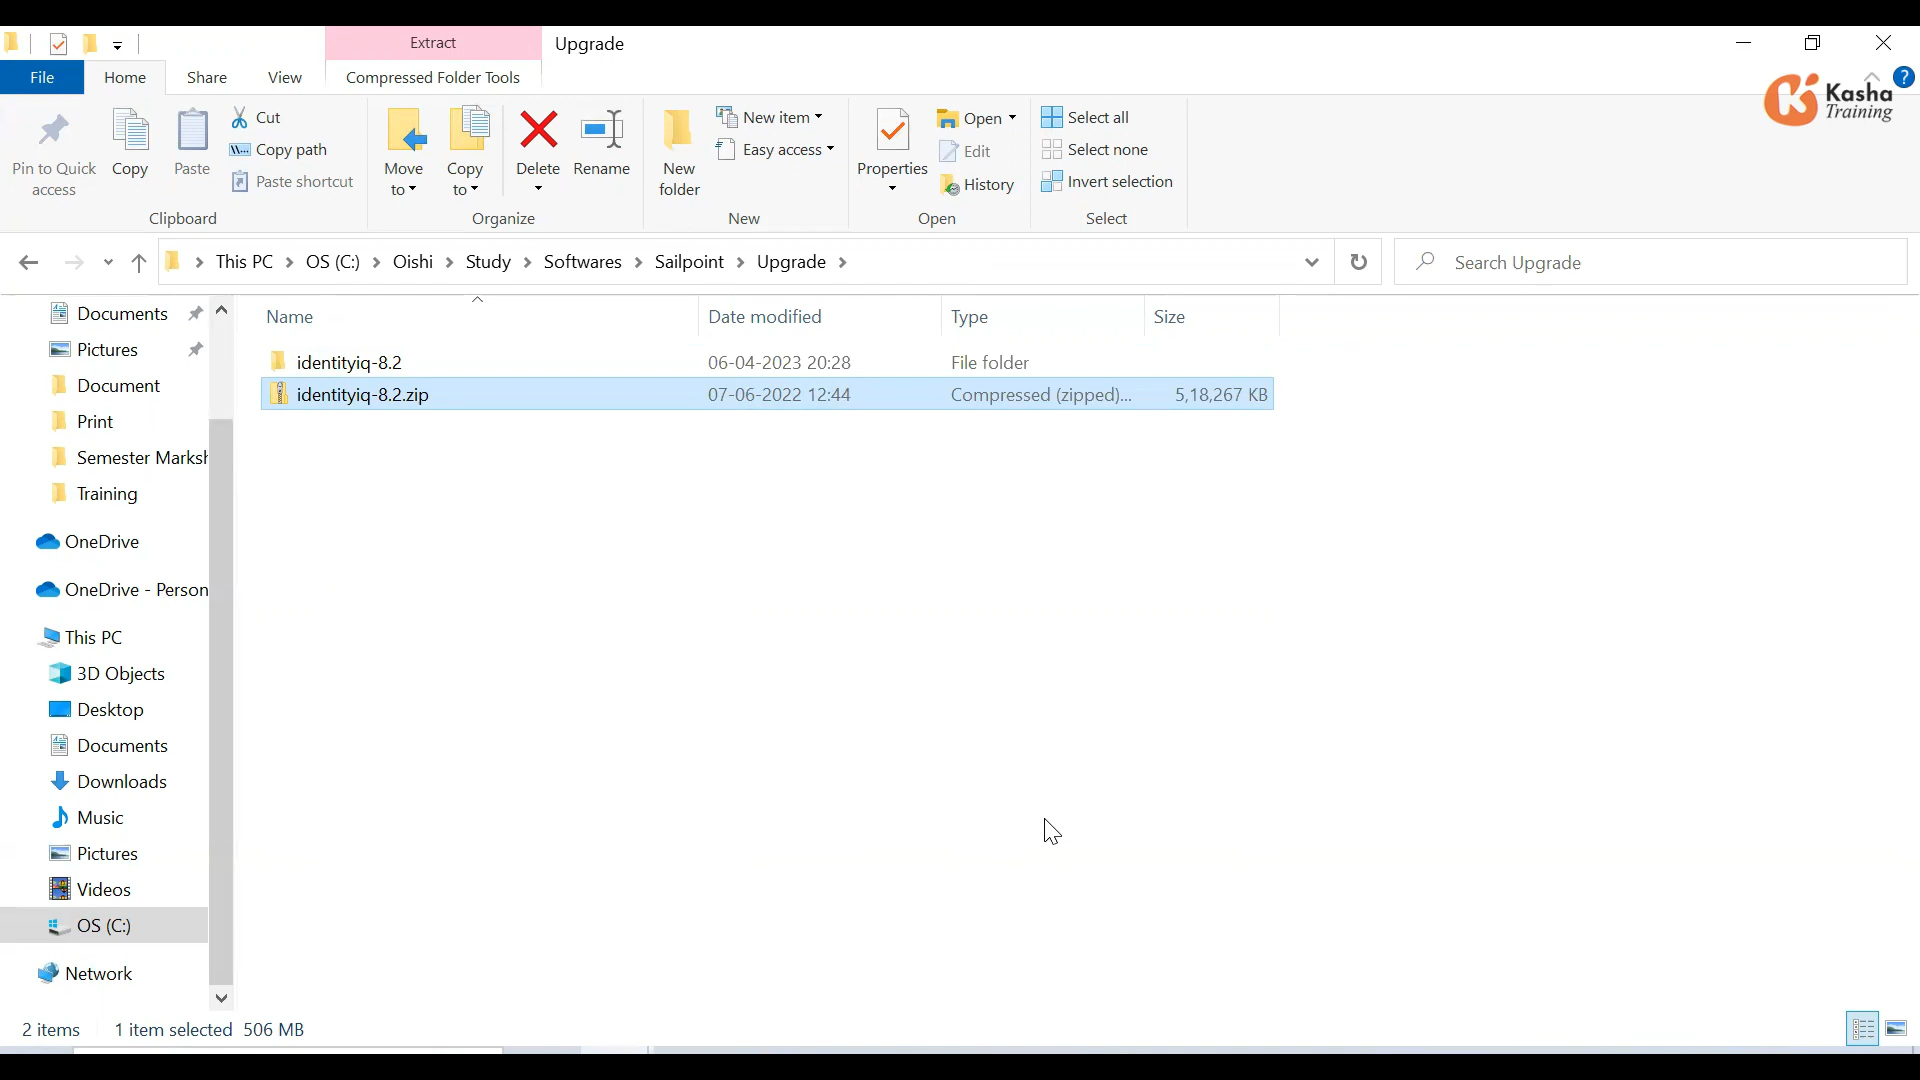 Extract
Upgrade
File
Home
Share
View
Compressed Folder Tools
Kasha
Training
Pin to Quick
access
Copy
Paste
Cut
Copy path
Paste shortcut
Clipboard
Move
to
Copy
to
Delete
Rename
Organize
New
folder
New item
Easy access
New
Properties
Open
Edit
History
Open
Select all
Select none
Invert selection
Select
This PC > OS (C:) > Oishi > Study > Softwares > Sailpoint > Upgrade >
Search Upgrade
Documents
Pictures
Document
Print
Semester Marksh
Training
OneDrive
OneDrive - Person
This PC
3D Objects
Desktop
Documents
Downloads
Music
Pictures
Videos
OS (C:)
Network
Name Date modified Type Size
identityiq-8.2 06-04-2023 20:28 File folder
identityiq-8.2.zip 07-06-2022 12:44 Compressed (zipped)... 5,18,267 KB
2 items 1 item selected 506 MB